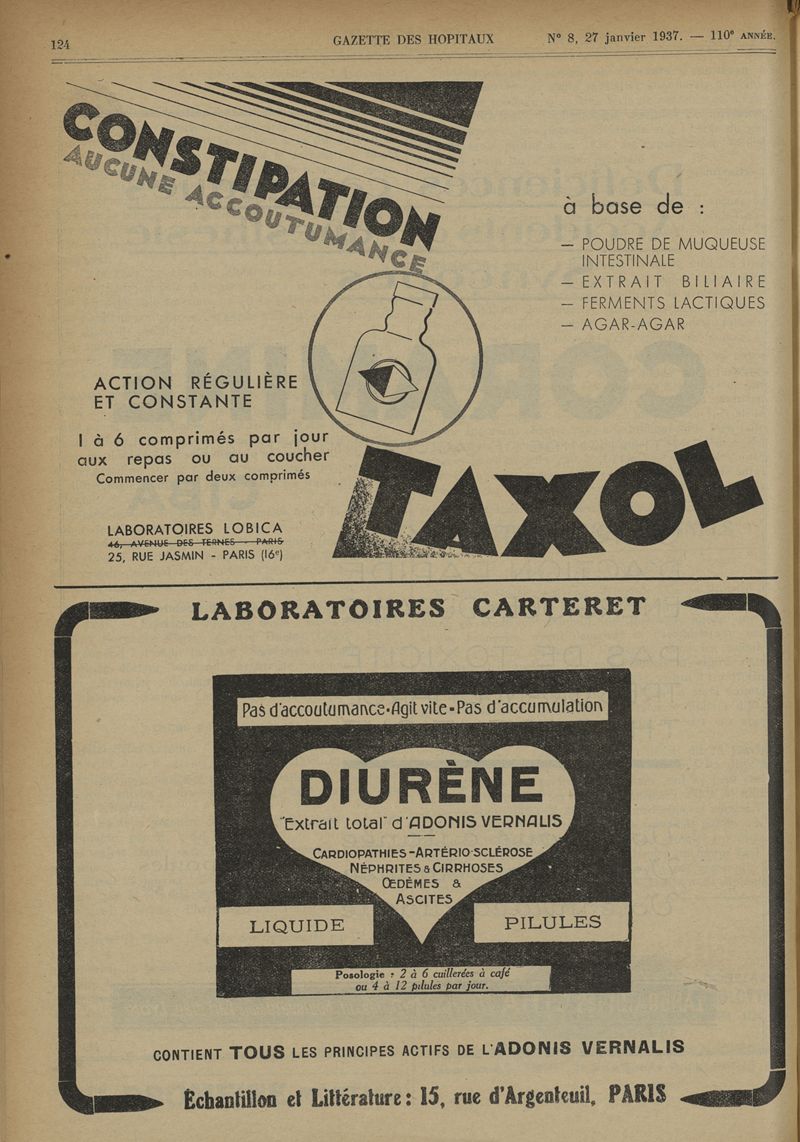 124
GAZETTE DES HOPITAUX
N° 8, 27 janvier 1937. — 110e ANNÉE.
CONSTIPATION
AUCUNE ACCOUTUMANCE
à base de :
— POUDRE DE MUQUEUSE
INTESTINALE
— EXTRAIT BILIAIRE
— FERMENTS LACTIQUES
— AGAR-AGAR
ACTION RÉGULIÈRE
ET CONSTANTE
1 à 6 comprimés par jour
aux repas ou au coucher
Commencer par deux comprimés
TAXOL
LABORATOIRES LOBICA
46, AVENUE DES TERNES - PARIS
25, RUE JASMIN - PARIS (16e)
LABORATOIRES CARTERET
Pas d'accoutumance-Agit vite-Pas d'accumulation
DIURÈNE
"Extrait total" d'ADONIS VERNALIS
CARDIOPATHIES-ARTÉRIO-SCLÉROSE
NÉPHRITES & CIRRHOSES
ŒDÈMES &
ASCITES
LIQUIDE
PILULES
Posologie : 2 à 6 cuillerées à café
ou 4 à 12 pilules par jour.
CONTIENT TOUS LES PRINCIPES ACTIFS DE L'ADONIS VERNALIS
Échantillon et Littérature : 15, rue d'Argenteuil, PARIS